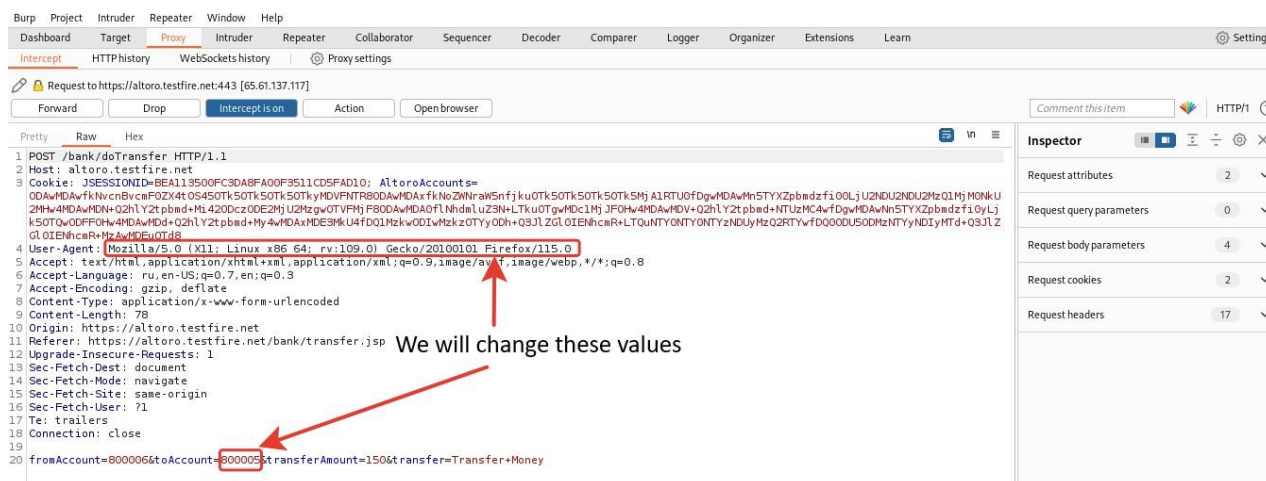 Burp Project Intruder Repeater Window Help
Dashboard Target Proxy Intruder Repeater Collaborator Sequencer Decoder Comparer Logger Organizer Extensions Learn Setting
Intercept HTTP history WebSockets history Proxy settings
Request to https://altoro.testfire.net:443 [65.61.137.117]
Forward Drop Intercept is on Action Open browser Comment this item HTTP/1
Pretty Raw Hex \n
Inspector
Request attributes 2
Request query parameters 0
Request body parameters 4
Request cookies 2
Request headers 17
1 POST /bank/doTransfer HTTP/1.1
2 Host: altoro.testfire.net
3 Cookie: JSESSIONID=BEA113500FC3DA8FA00F3511CD5FAD10; AltoroAccounts=
4 User-Agent: Mozilla/5.0 (X11; Linux x86_64; rv:109.0) Gecko/20100101 Firefox/115.0
5 Accept: text/html,application/xhtml+xml,application/xml;q=0.9,image/avif,image/webp,*/*;q=0.8
6 Accept-Language: ru,en-US;q=0.7,en;q=0.3
7 Accept-Encoding: gzip, deflate
8 Content-Type: application/x-www-form-urlencoded
9 Content-Length: 78
10 Origin: https://altoro.testfire.net
11 Referer: https://altoro.testfire.net/bank/transfer.jsp
We will change these values
12 Upgrade-Insecure-Requests: 1
13 Sec-Fetch-Dest: document
14 Sec-Fetch-Mode: navigate
15 Sec-Fetch-Site: same-origin
16 Sec-Fetch-User: ?1
17 Te: trailers
18 Connection: close
19
20 fromAccount=800006&toAccount=800005&transferAmount=150&transfer=Transfer+Money